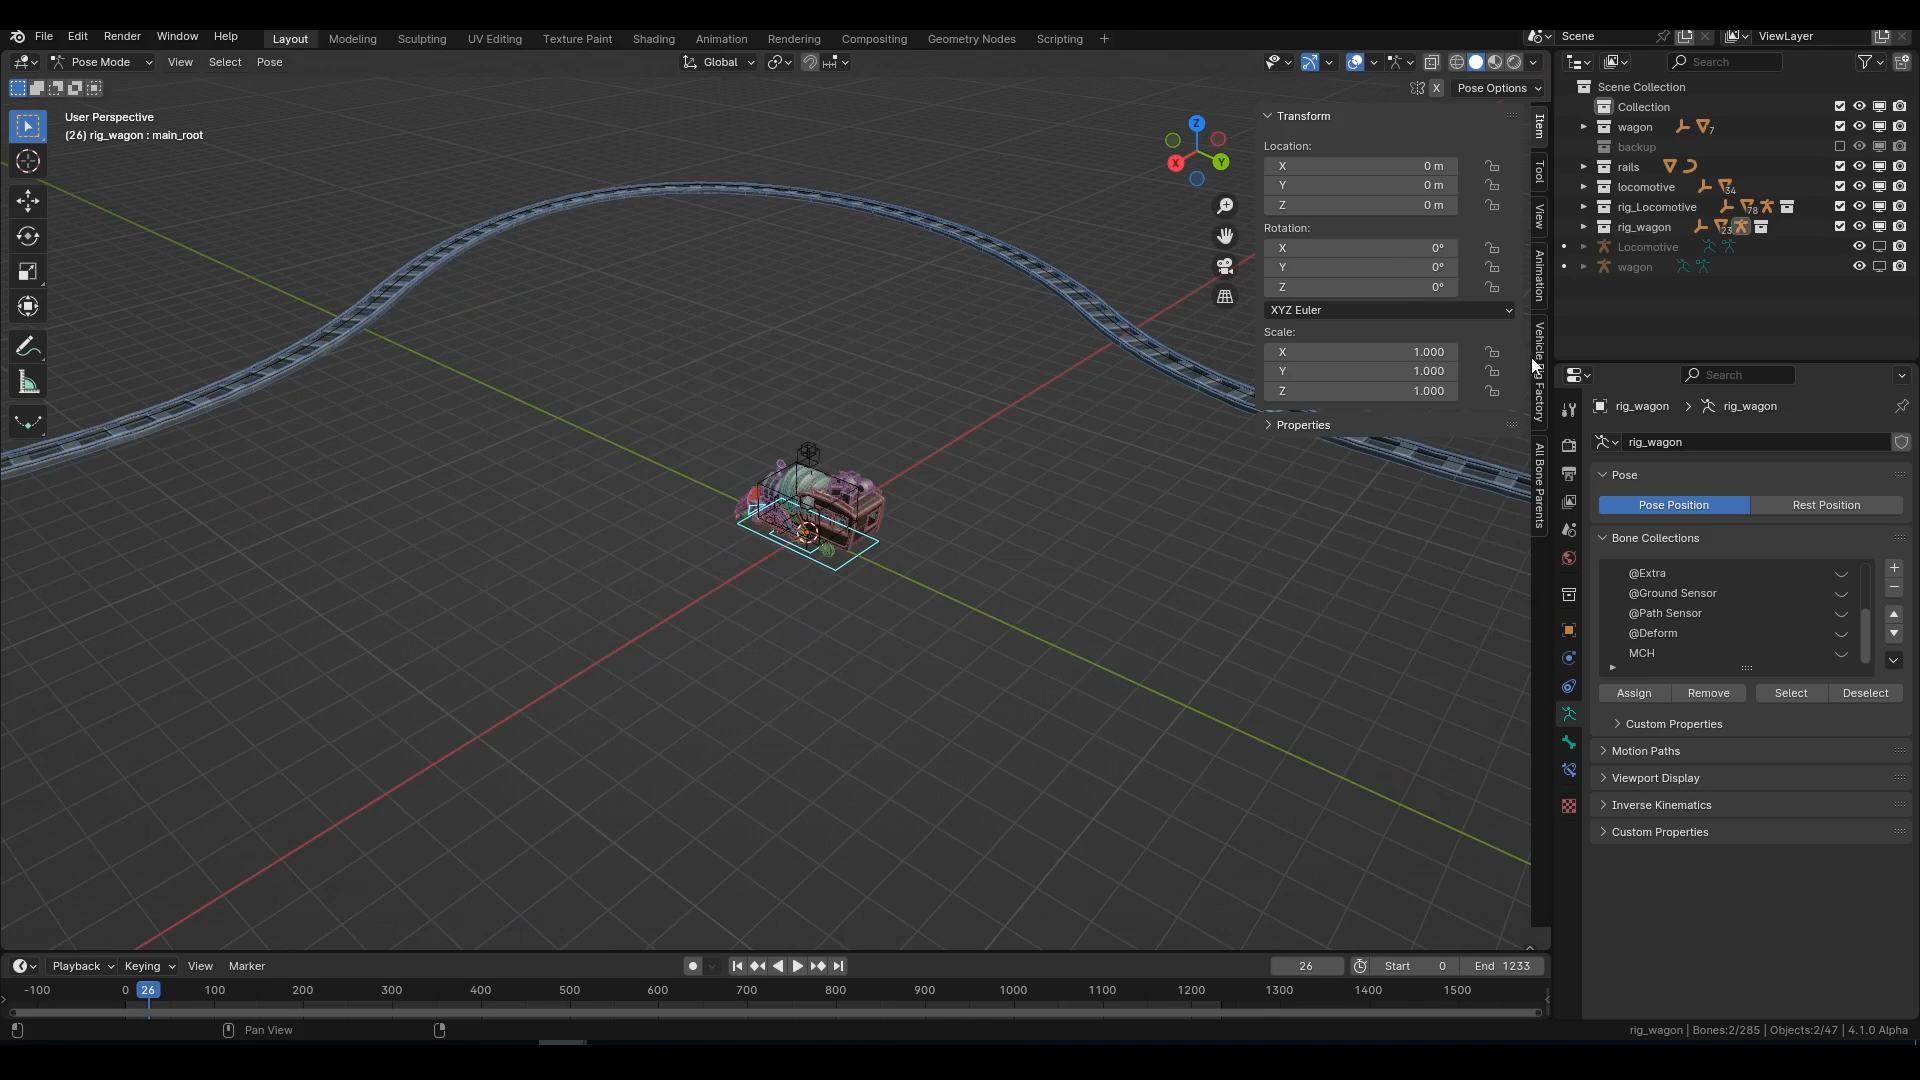 File Edit Render Window Help Layout Modeling Sculpting UV Editing Texture Paint Shading Animation Rendering Compositing Geometry Nodes Scripting + Scene ViewLayer
Pose Mode View Select Pose Global Search
X Pose Options
User Perspective
(26) rig_wagon : main_root
Z
X
Y
Transform
Location:
X 0 m
Y 0 m
Z 0 m
Rotation:
X 0°
Y 0°
Z 0°
XYZ Euler
Scale:
X 1.000
Y 1.000
Z 1.000
Properties
Item
Tool
View
Animation
Vehicle Rig Factory
All Bone Parents
Scene Collection
Collection
wagon 7
backup
rails
locomotive 34
rig_Locomotive 78
rig_wagon 23
Locomotive
wagon
Search
rig_wagon > rig_wagon
rig_wagon
Pose
Pose Position Rest Position
Bone Collections
@Extra
@Ground Sensor
@Path Sensor
@Deform
MCH
Assign Remove Select Deselect
Custom Properties
Motion Paths
Viewport Display
Inverse Kinematics
Custom Properties
Playback Keying View Marker 26 Start 0 End 1233
-100 0 26 100 200 300 400 500 600 700 800 900 1000 1100 1200 1300 1400 1500
Pan View
rig_wagon | Bones:2/285 | Objects:2/47 | 4.1.0 Alpha